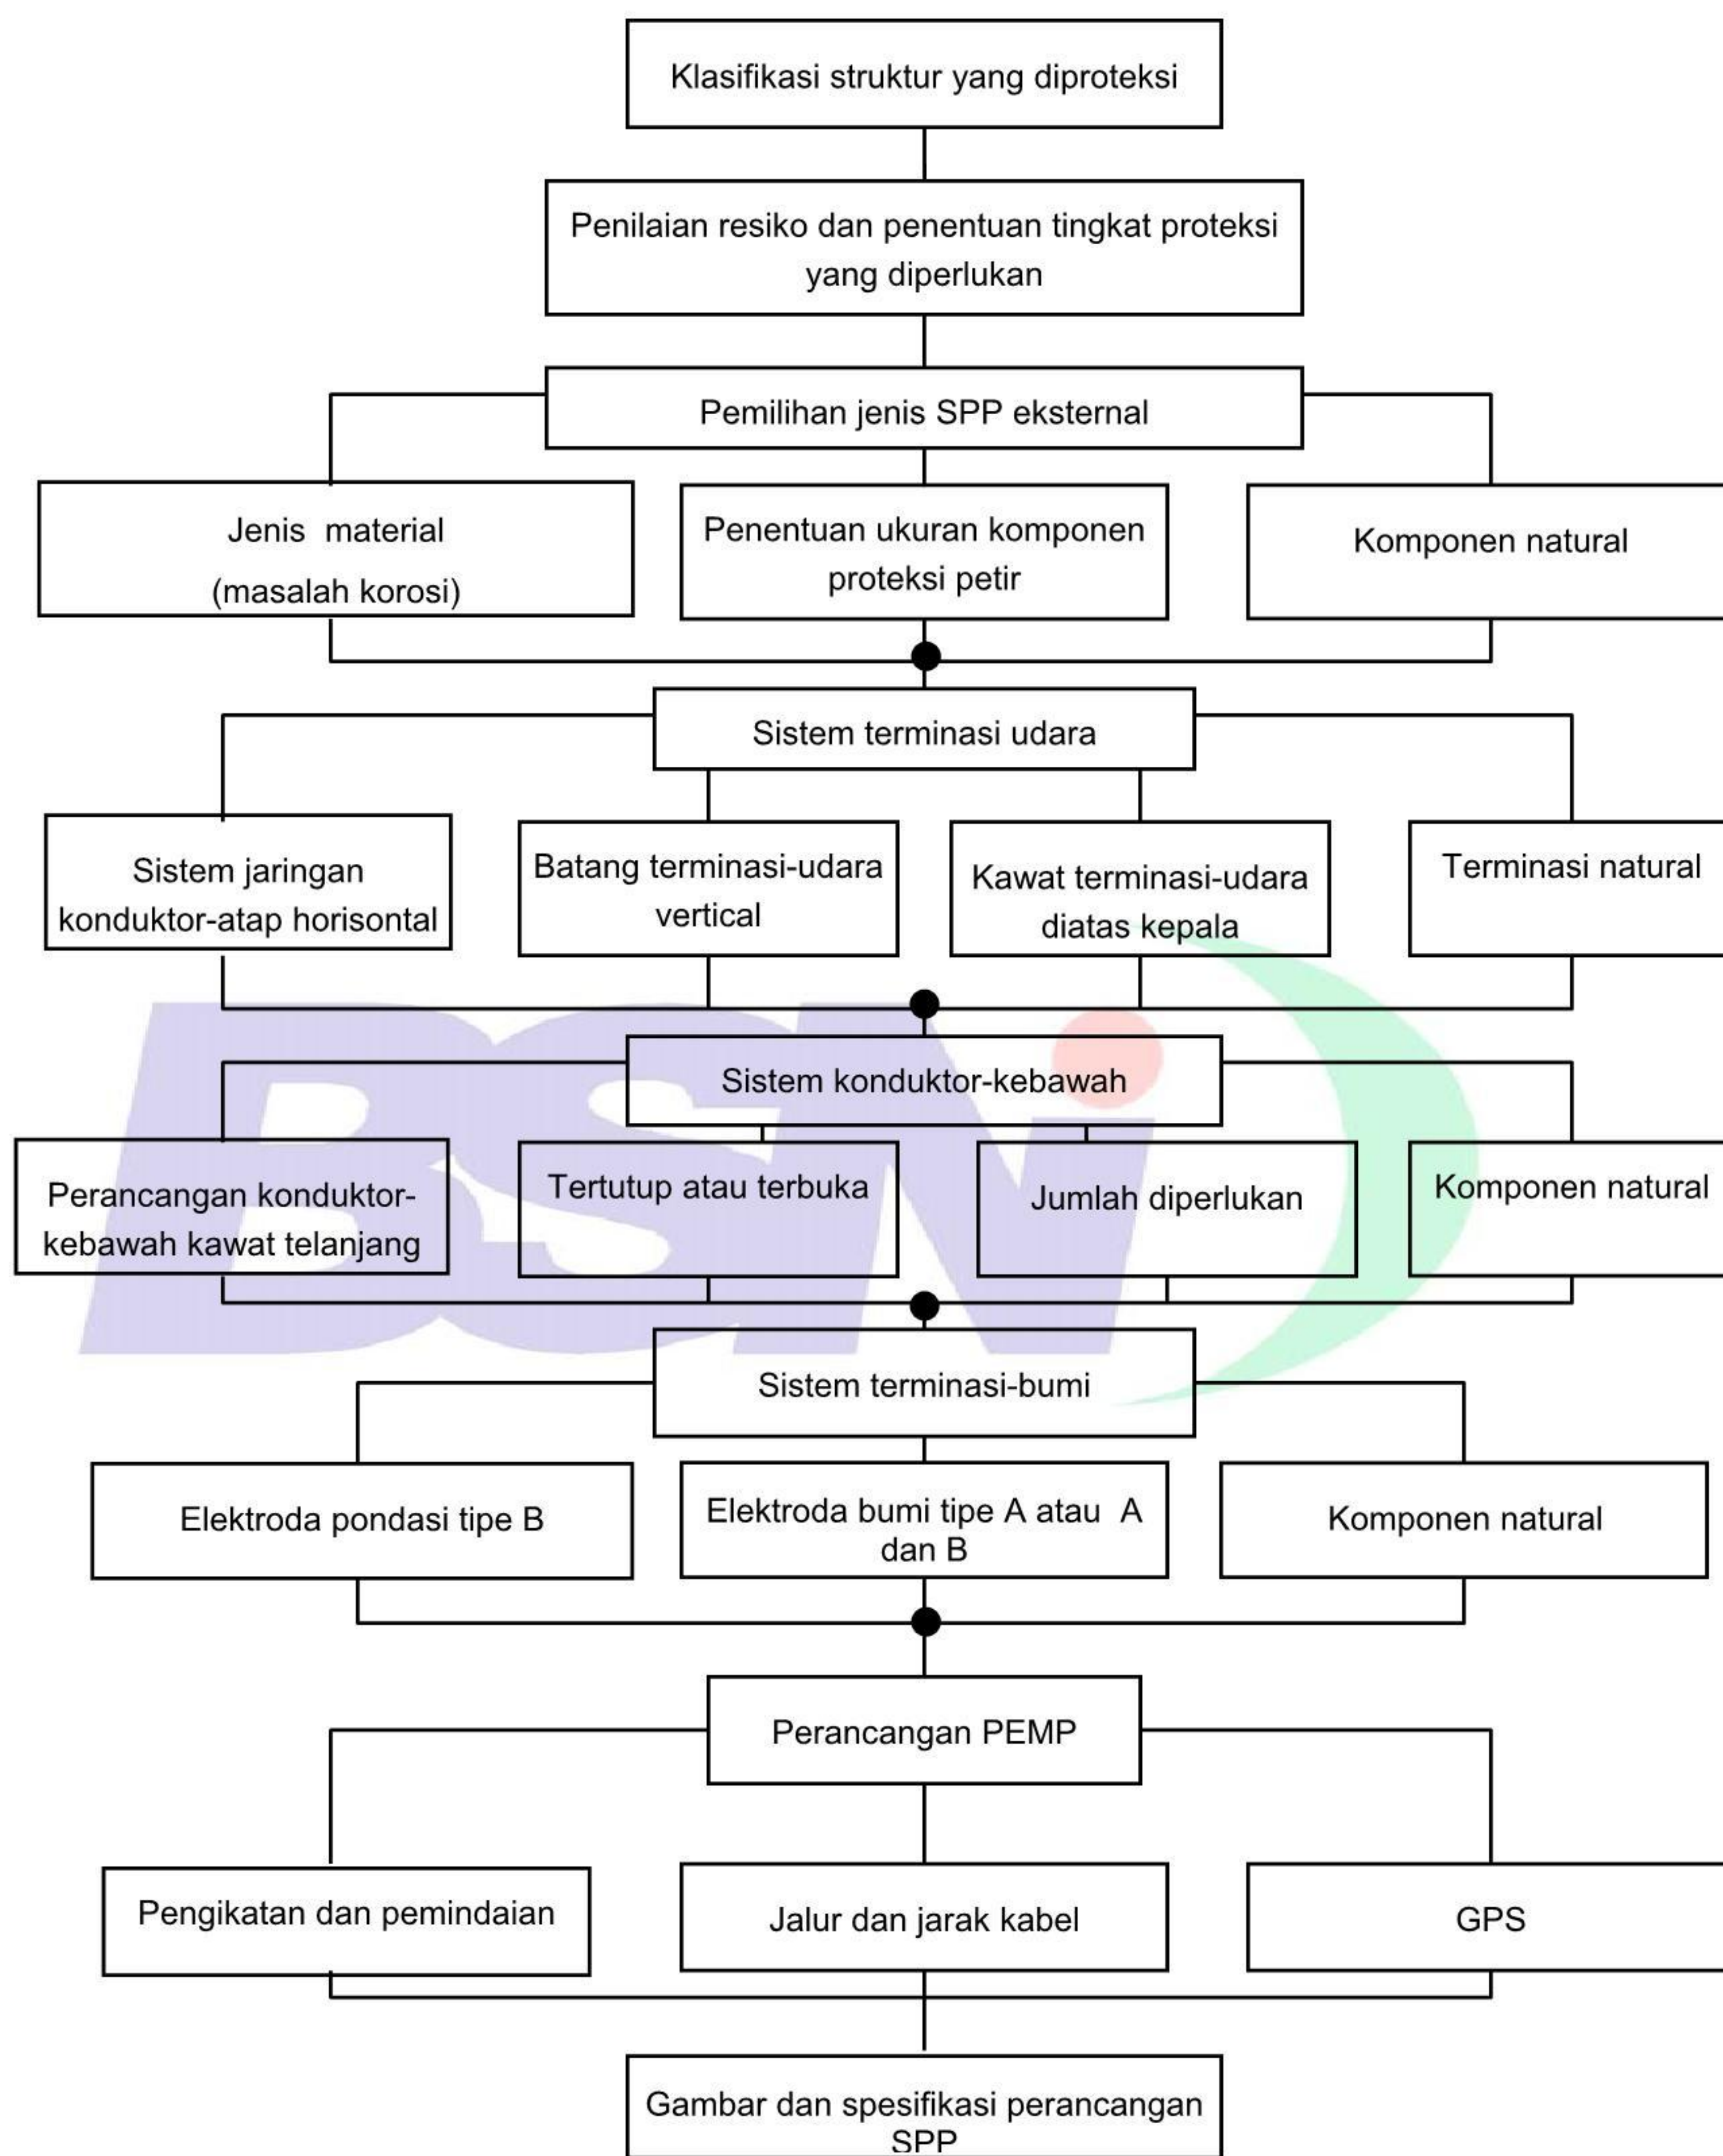 Klasifikasi struktur yang diproteksi
Penilaian resiko dan penentuan tingkat proteksi
yang diperlukan
Pemilihan jenis SPP eksternal
Jenis  material
(masalah korosi)
Penentuan ukuran komponen
proteksi petir
Komponen natural
Sistem terminasi udara
Sistem jaringan
konduktor-atap horisontal
Batang terminasi-udara
vertical
Kawat terminasi-udara
diatas kepala
Terminasi natural
BSNi
Sistem konduktor-kebawah
Perancangan konduktor-
kebawah kawat telanjang
Tertutup atau terbuka
Jumlah diperlukan
Komponen natural
Sistem terminasi-bumi
Elektroda pondasi tipe B
Elektroda bumi tipe A atau  A
dan B
Komponen natural
Perancangan PEMP
Pengikatan dan pemindaian
Jalur dan jarak kabel
GPS
Gambar dan spesifikasi perancangan
SPP